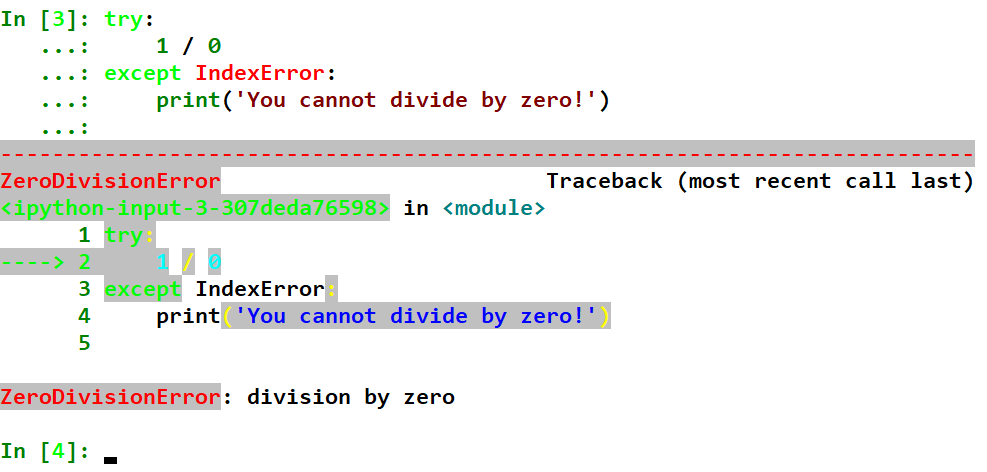 In [3]: try:
   ...:     1 / 0
   ...: except IndexError:
   ...:     print('You cannot divide by zero!')
   ...:
---------------------------------------------------------------------------
ZeroDivisionError                         Traceback (most recent call last)
<ipython-input-3-307deda76598> in <module>
      1 try:
----> 2     1 / 0
      3 except IndexError:
      4     print('You cannot divide by zero!')
      5

ZeroDivisionError: division by zero

In [4]: